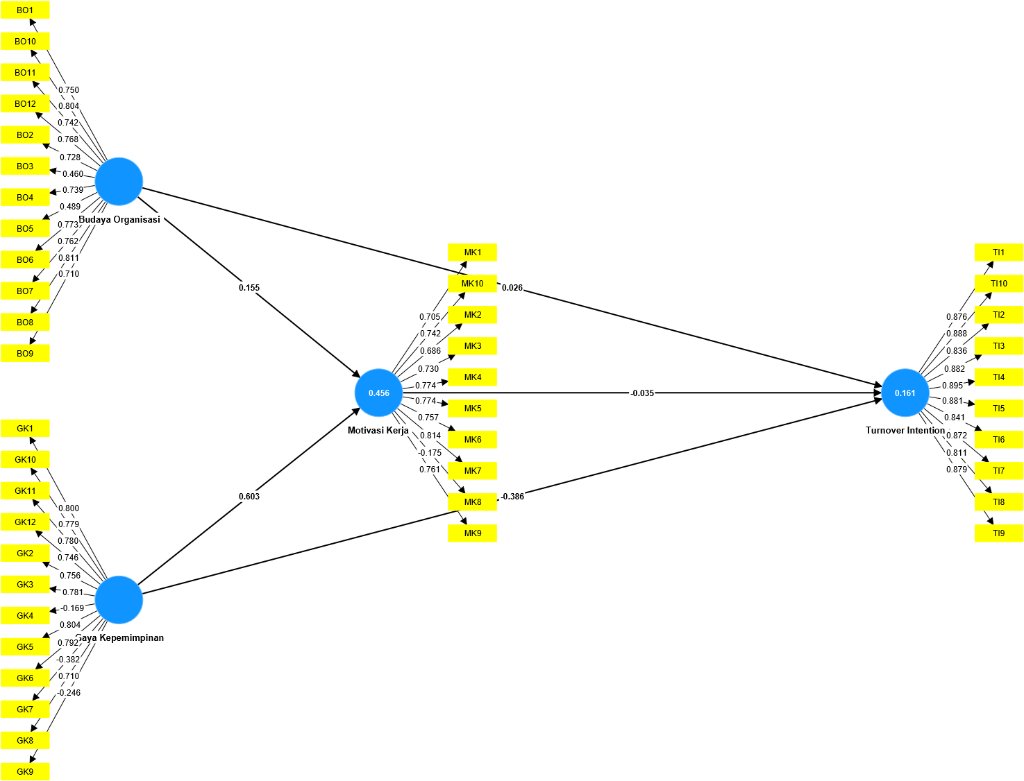 BO1
BO10
BO11
BO12
BO2
BO3
BO4
BO5
BO6
BO7
BO8
BO9
0.750
0.804
0.742
0.768
0.728
0.460
0.739
0.489
0.773
0.762
0.811
0.710
Budaya Organisasi
0.155
0.026
MK1
MK10
MK2
MK3
MK4
MK5
MK6
MK7
MK8
MK9
0.705
0.742
0.686
0.730
0.774
0.774
0.757
0.814
-0.175
0.761
0.456
Motivasi Kerja
-0.035
TI1
TI10
TI2
TI3
TI4
TI5
TI6
TI7
TI8
TI9
0.876
0.888
0.836
0.882
0.895
0.881
0.841
0.872
0.811
0.879
0.161
Turnover Intention
GK1
GK10
GK11
GK12
GK2
GK3
GK4
GK5
GK6
GK7
GK8
GK9
0.800
0.779
0.780
0.746
0.756
0.781
-0.169
0.804
0.792
-0.382
0.710
-0.246
Gaya Kepemimpinan
0.603
-0.386